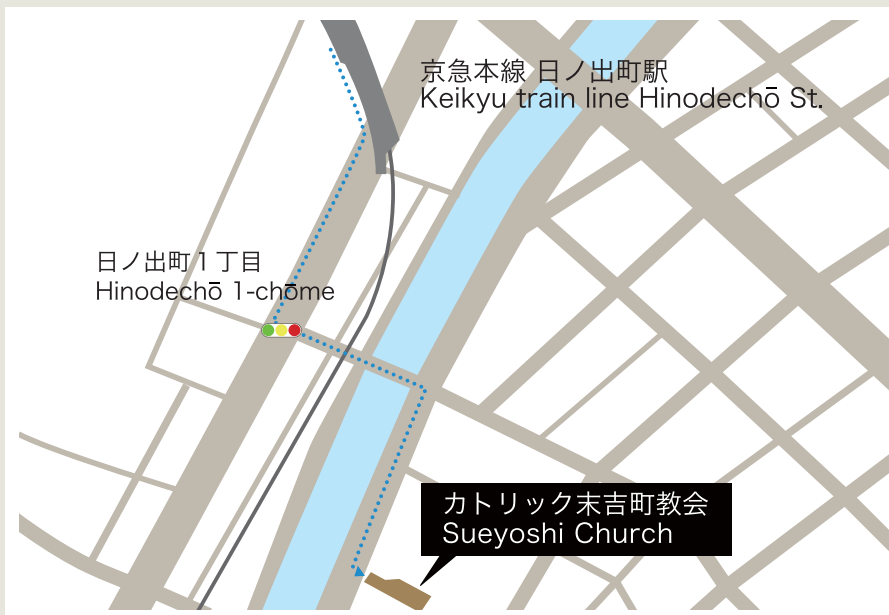 京急本線 日ノ出町駅
Keikyu train line Hinodechō St.
日ノ出町１丁目
Hinodechō 1-chōme
カトリック末吉町教会
Sueyoshi Church